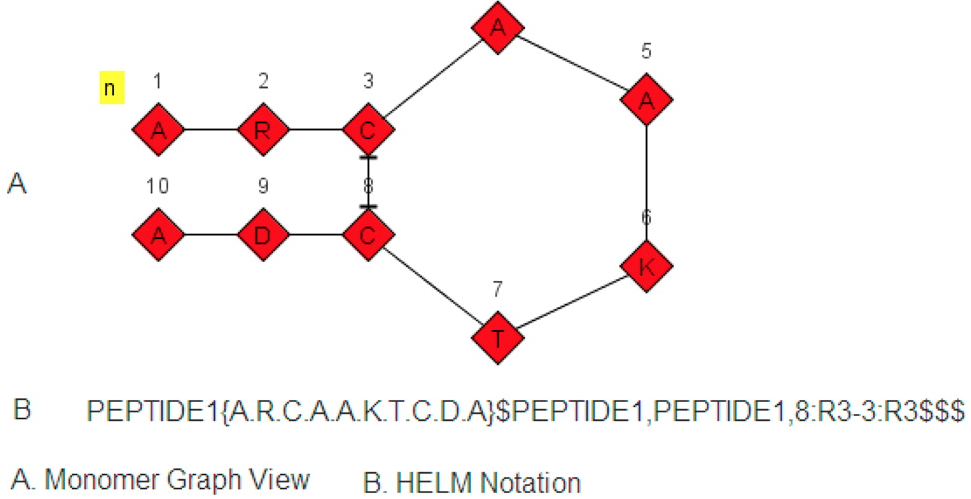 A
5
n 1 2 3
A
A R C
10 9 8
6
A
A D C
K
7
T
B PEPTIDE1{A.R.C.A.A.K.T.C.D.A}$PEPTIDE1,PEPTIDE1,8:R3-3:R3$$$
A. Monomer Graph View B. HELM Notation